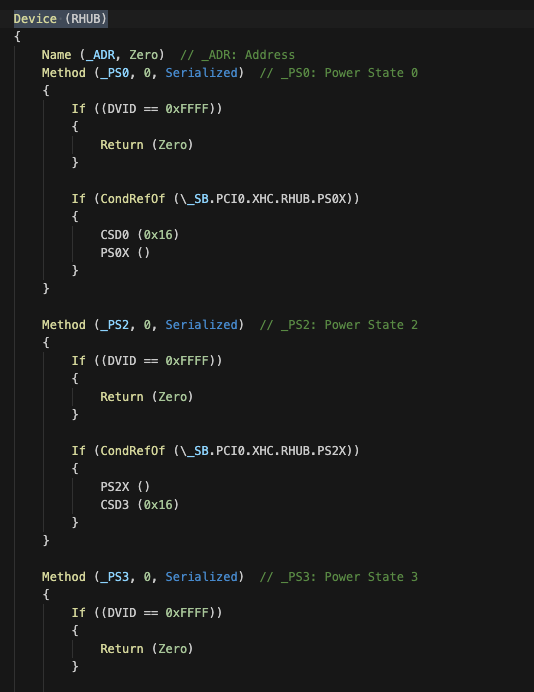 Device (RHUB)
{
Name (_ADR, Zero)  // _ADR: Address
Method (_PS0, 0, Serialized)  // _PS0: Power State 0
{
If ((DVID == 0xFFFF))
{
Return (Zero)
}
If (CondRefOf (\_SB.PCI0.XHC.RHUB.PS0X))
{
CSD0 (0x16)
PS0X ()
}
}
Method (_PS2, 0, Serialized)  // _PS2: Power State 2
{
If ((DVID == 0xFFFF))
{
Return (Zero)
}
If (CondRefOf (\_SB.PCI0.XHC.RHUB.PS2X))
{
PS2X ()
CSD3 (0x16)
}
}
Method (_PS3, 0, Serialized)  // _PS3: Power State 3
{
If ((DVID == 0xFFFF))
{
Return (Zero)
}